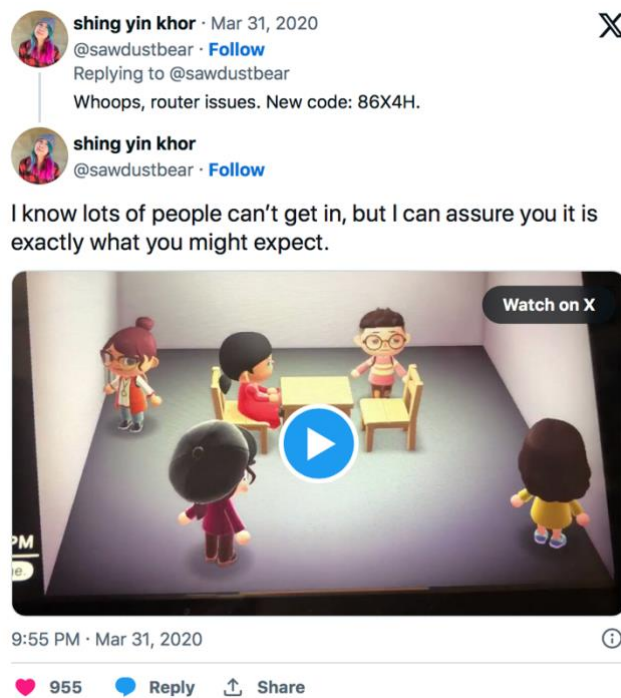 shing yin khor · Mar 31, 2020
@sawdustbear · Follow
Replying to @sawdustbear
Whoops, router issues. New code: 86X4H.
shing yin khor
@sawdustbear · Follow
I know lots of people can’t get in, but I can assure you it is
exactly what you might expect.
Watch on X
PM
e.
9:55 PM · Mar 31, 2020
955 Reply Share